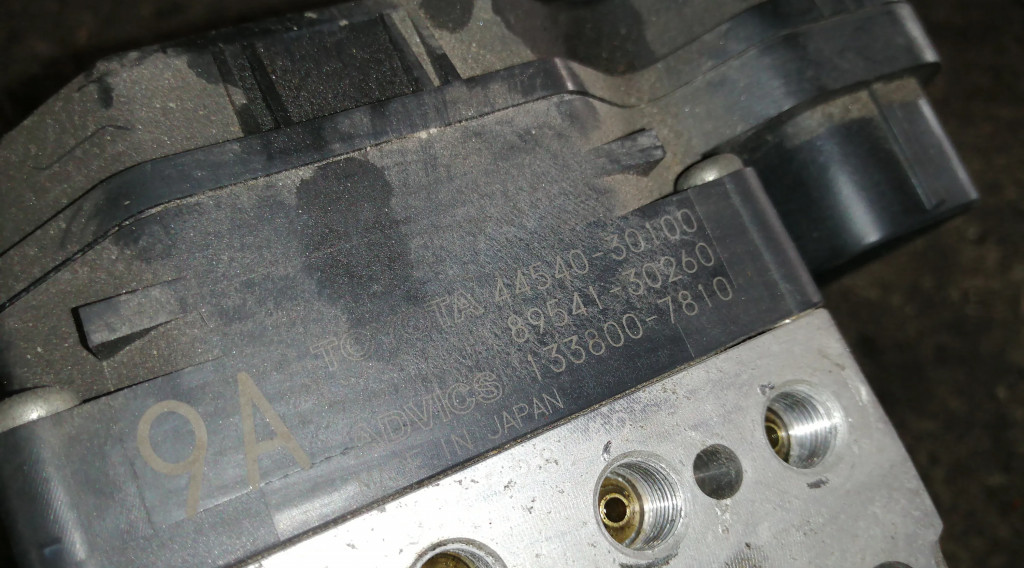 TOYOTA 44540-30100
89541-30260
ADVICS 133800-7810
MADE IN JAPAN
9A